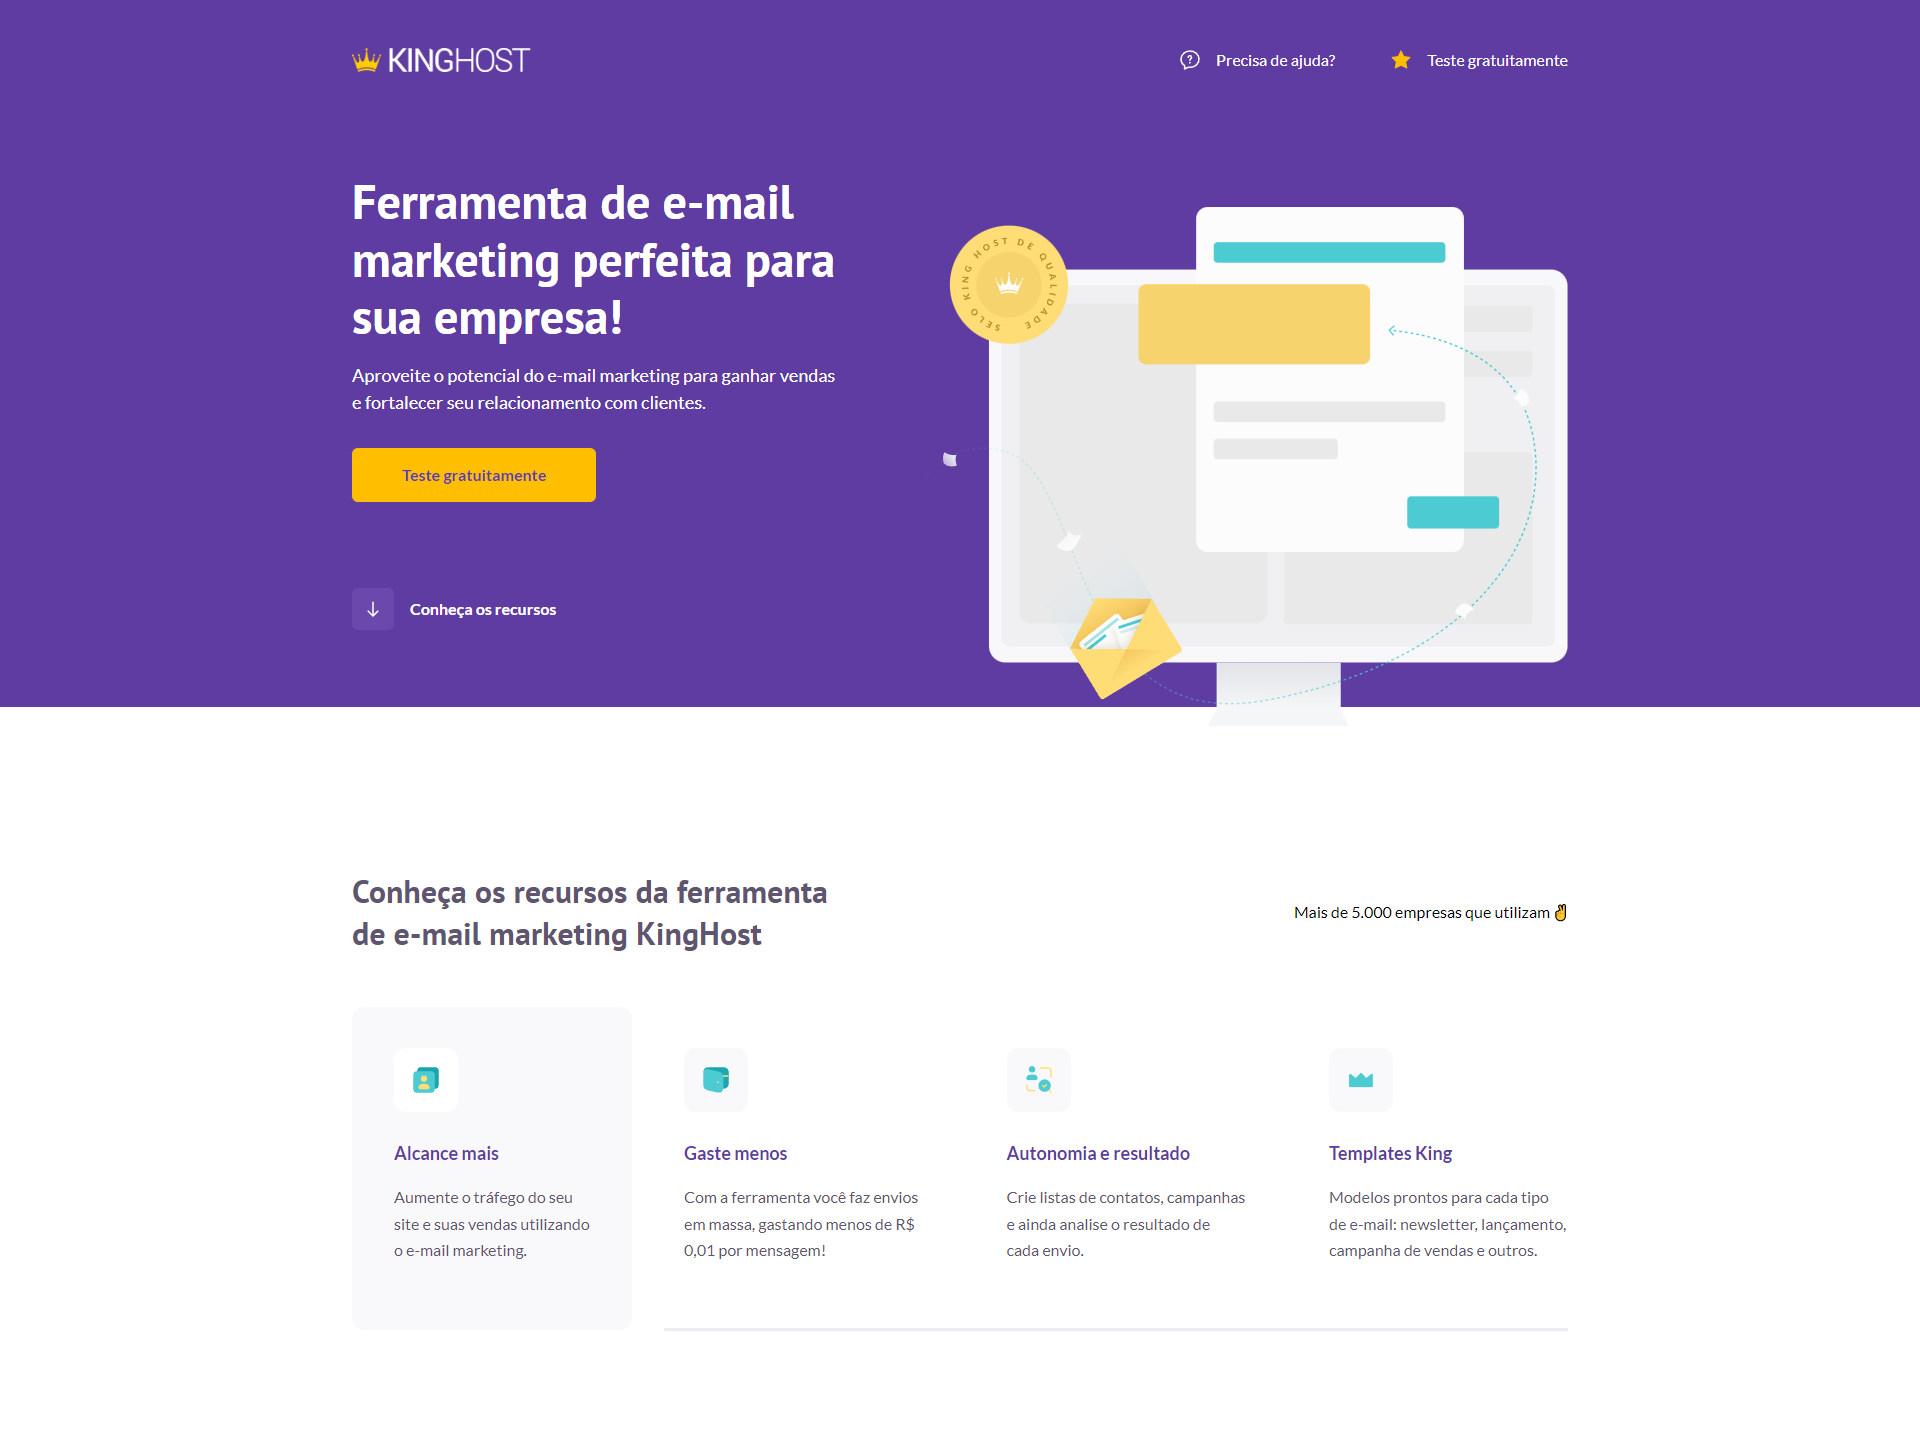 KINGHOST
Precisa de ajuda?
Teste gratuitamente
Ferramenta de e-mail
marketing perfeita para
sua empresa!
Aproveite o potencial do e-mail marketing para ganhar vendas
e fortalecer seu relacionamento com clientes.
Teste gratuitamente
Conheça os recursos
SELO KING HOST DE QUALIDADE
Conheça os recursos da ferramenta
de e-mail marketing KingHost
Mais de 5.000 empresas que utilizam ✌
Alcance mais
Aumente o tráfego do seu
site e suas vendas utilizando
o e-mail marketing.
Gaste menos
Com a ferramenta você faz envios
em massa, gastando menos de R$
0,01 por mensagem!
Autonomia e resultado
Crie listas de contatos, campanhas
e ainda analise o resultado de
cada envio.
Templates King
Modelos prontos para cada tipo
de e-mail: newsletter, lançamento,
campanha de vendas e outros.